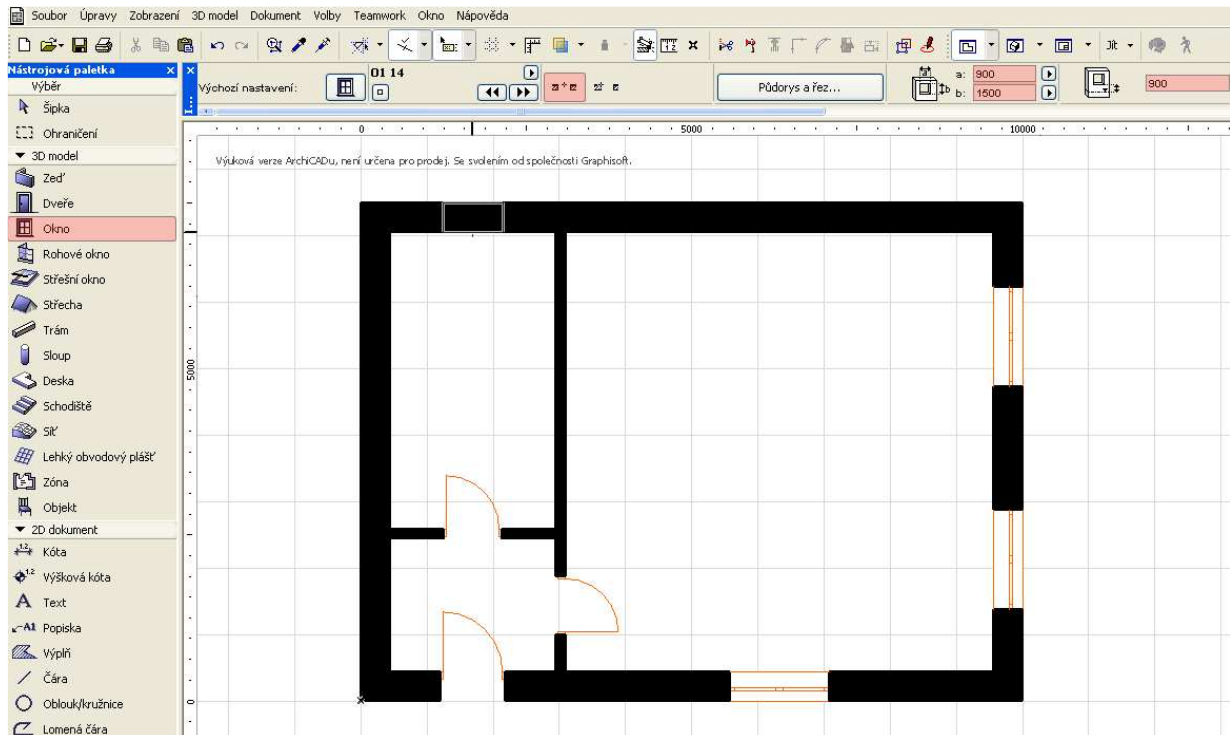 Soubor Úpravy Zobrazení 3D model Dokument Volby Teamwork Okno Nápověda
Nástrojová paletka x x
Výběr
Šipka
Ohraničení
3D model
Zeď
Dveře
Okno
Rohové okno
Střešní okno
Střecha
Trám
Sloup
Deska
Schodiště
Síť
Lehký obvodový plášť
Zóna
Objekt
2D dokument
Kóta
Výšková kóta
Text
A1 Popiska
Výplň
Čára
Oblouk/kružnice
Lomená čára
Výchozí nastavení:
01 14
Půdorys a řez...
a: 900
b: 1500
900
0 5000 10000
5000
0
Výuková verze ArchiCADu, není určena pro prodej. Se svolením od společnosti Graphisoft.